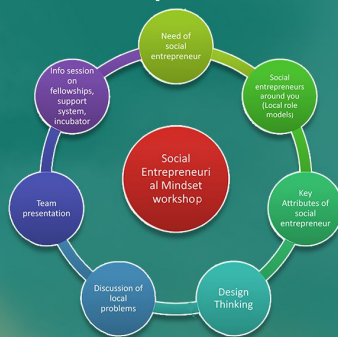 Need of
social
entrepreneur
Social
entrepreneurs
around you
(Local role
models)
Key
Attributes of
social
entrepreneur
Design
Thinking
Discussion of
local
problems
Team
presentation
Info session
on
fellowships,
support
system,
incubator
Social
Entrepreneuri
al Mindset
workshop